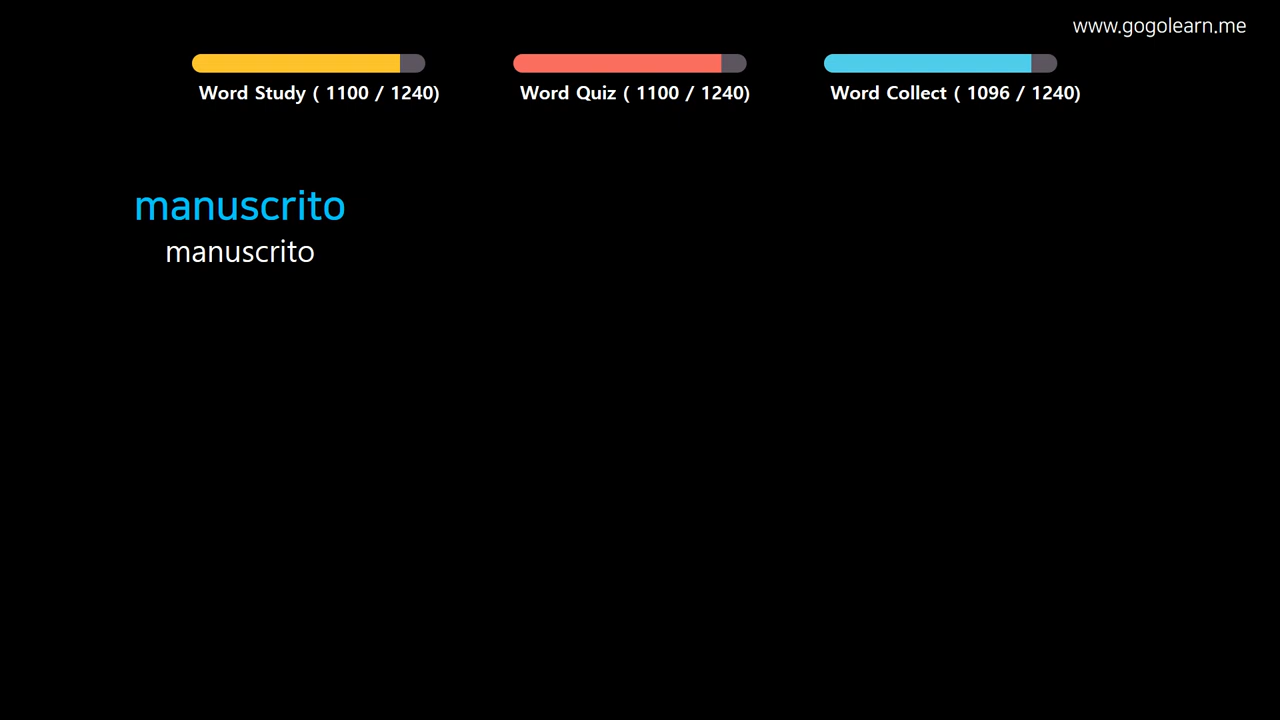 www.gogolearn.me
Word Study ( 1100 / 1240)
Word Quiz ( 1100 / 1240)
Word Collect ( 1096 / 1240)
manuscrito
manuscrito